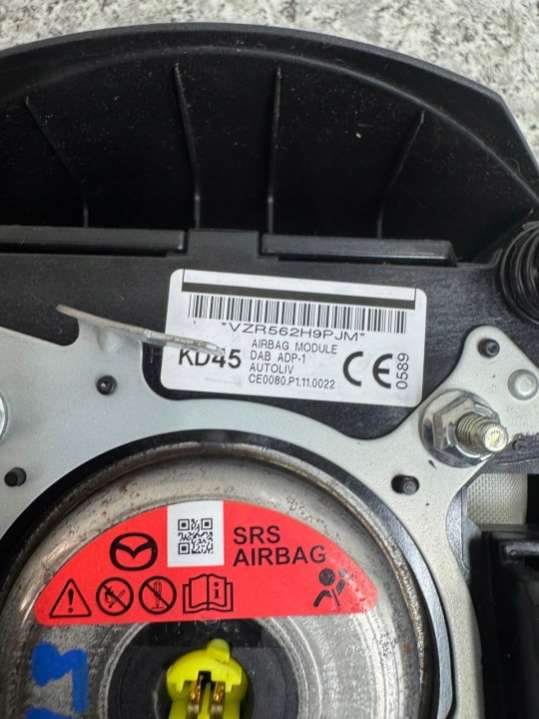 *VZR562H9PJM*
KD45
AIRBAG MODULE
DAB ADP-1
AUTOLIV
CE0080.P1.11.0022
CE
0589
SRS
AIRBAG